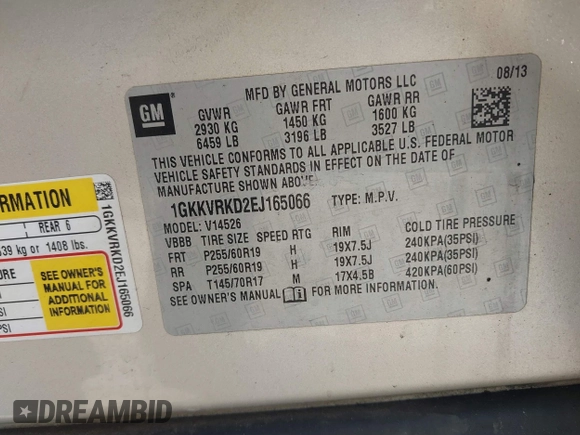 GM
MFD BY GENERAL MOTORS LLC 08/13
GVWR GAWR FRT GAWR RR
2930 KG 1450 KG 1600 KG
6459 LB 3196 LB 3527 LB
THIS VEHICLE CONFORMS TO ALL APPLICABLE U.S. FEDERAL MOTOR
VEHICLE SAFETY STANDARDS IN EFFECT ON THE DATE OF
MANUFACTURE SHOWN ABOVE.
1GKKVRKD2EJ165066 TYPE: M.P.V.
MODEL: V14526
VBBB TIRE SIZE SPEED RTG RIM COLD TIRE PRESSURE
FRT P255/60R19 H 19X7.5J 240KPA(35PSI)
RR P255/60R19 H 19X7.5J 240KPA(35PSI)
SPA T145/70R17 M 17X4.5B 420KPA(60PSI)
SEE OWNER'S MANUAL FOR MORE INFORMATION.
REAR 6
kg or 1408 lbs.
SEE OWNER'S
MANUAL FOR
ADDITIONAL
INFORMATION
1GKKVRKD2EJ165066
DREAMBID